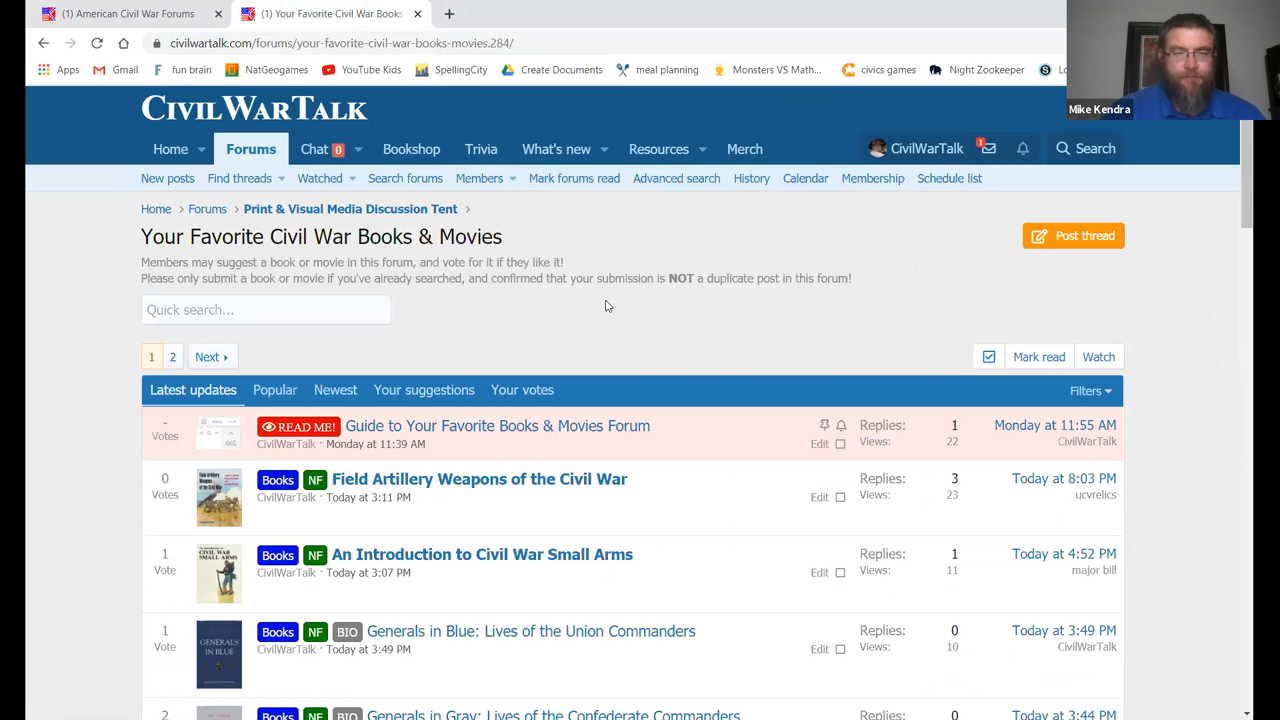 (1) American Civil War Forums
(1) Your Favorite Civil War Books
civilwartalk.com/forums/your-favorite-civil-war-books-movies.284/
Apps
Gmail
fun brain
NatGeogames
YouTube Kids
SpellingCity
Create Documents
meal planning
Monsters VS Math...
civics games
Night Zookeeper
Mike Kendra
CIVILWARTALK
Home
Forums
Chat 0
Bookshop
Trivia
What's new
Resources
Merch
CivilWarTalk
1
Search
New posts
Find threads
Watched
Search forums
Members
Mark forums read
Advanced search
History
Calendar
Membership
Schedule list
Home
Forums
Print & Visual Media Discussion Tent
Your Favorite Civil War Books & Movies
Post thread
Members may suggest a book or movie in this forum, and vote for it if they like it!
Please only submit a book or movie if you've already searched, and confirmed that your submission is NOT a duplicate post in this forum!
Quick search...
1
2
Next
Mark read
Watch
Latest updates
Popular
Newest
Your suggestions
Your votes
Filters
-
Votes
READ ME! Guide to Your Favorite Books & Movies Forum
CivilWarTalk · Monday at 11:39 AM
Edit
Replies: 1
Views: 22
Monday at 11:55 AM
CivilWarTalk
0
Votes
Books NF Field Artillery Weapons of the Civil War
CivilWarTalk · Today at 3:11 PM
Edit
Replies: 3
Views: 23
Today at 8:03 PM
ucvrelics
1
Vote
Books NF An Introduction to Civil War Small Arms
CivilWarTalk · Today at 3:07 PM
Edit
Replies: 1
Views: 11
Today at 4:52 PM
major bill
1
Vote
GENERALS
IN BLUE
Books NF BIO Generals in Blue: Lives of the Union Commanders
CivilWarTalk · Today at 3:49 PM
Edit
Replies: 0
Views: 10
Today at 3:49 PM
CivilWarTalk
2
Books NF BIO Generals in Gray: Lives of the Confederate Commanders
0
Today at 3:44 PM